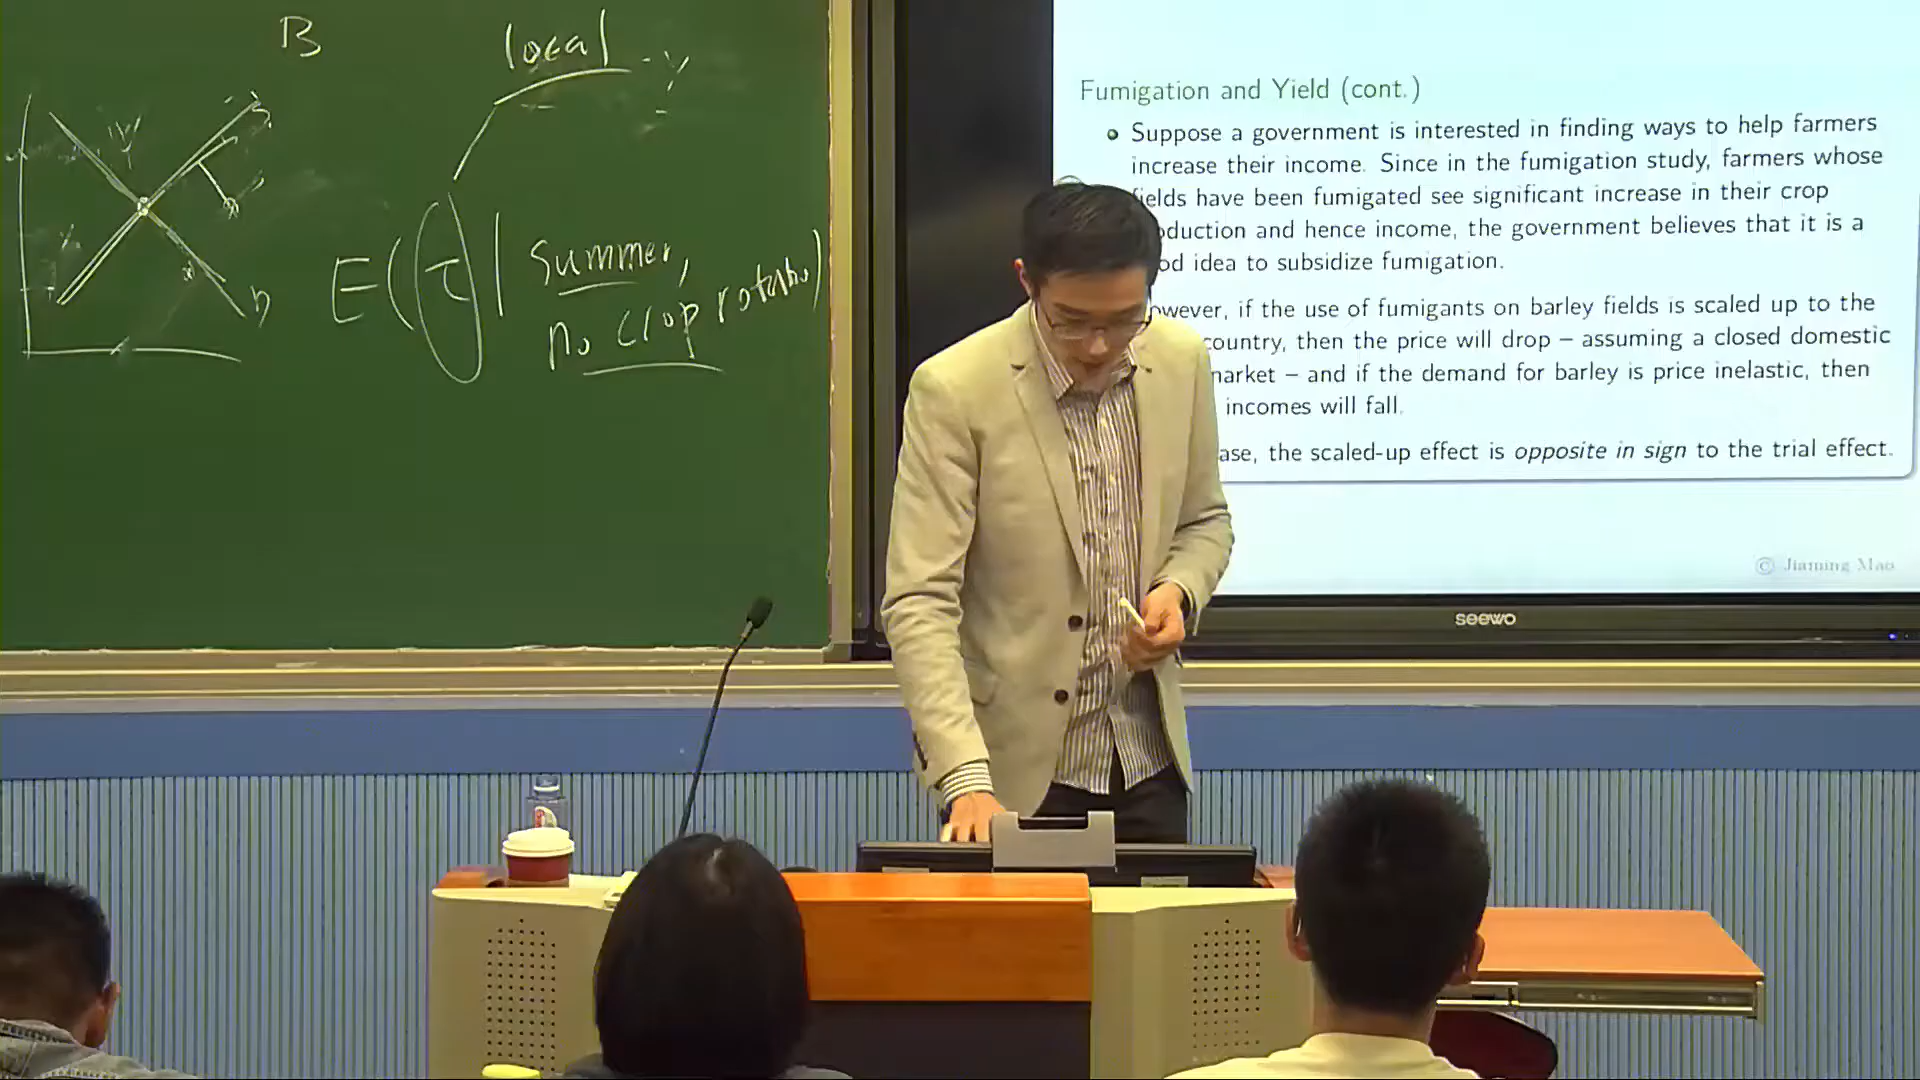 B
local
E(τ | summer,
no crop rotation)
S
D
Fumigation and Yield (cont.)
Suppose a government is interested in finding ways to help farmers
increase their income. Since in the fumigation study, farmers whose
ields have been fumigated see significant increase in their crop
oduction and hence income, the government believes that it is a
od idea to subsidize fumigation.
owever, if the use of fumigants on barley fields is scaled up to the
country, then the price will drop – assuming a closed domestic
market – and if the demand for barley is price inelastic, then
incomes will fall.
ase, the scaled-up effect is opposite in sign to the trial effect.
© Jiaming Mao
seewo